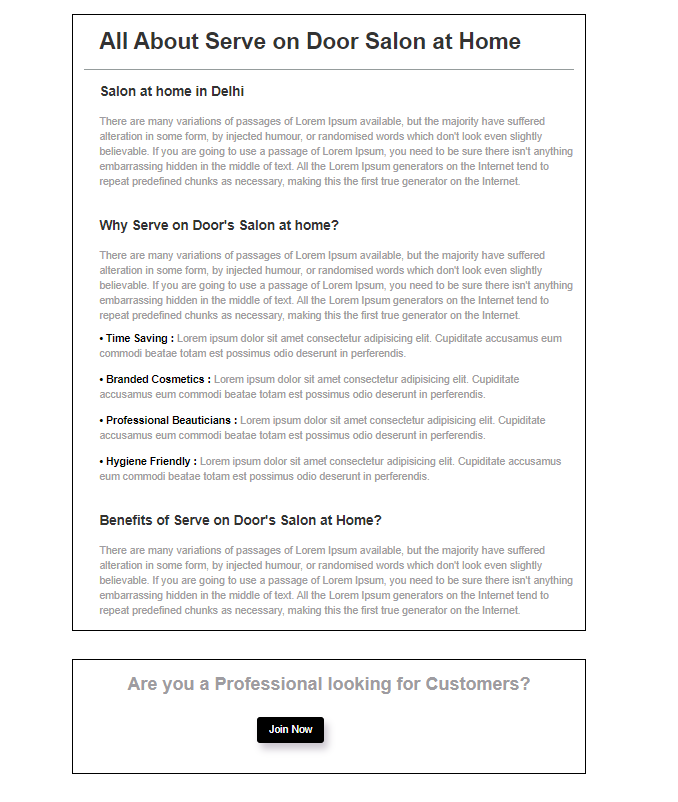 All About Serve on Door Salon at Home
Salon at home in Delhi
There are many variations of passages of Lorem Ipsum available, but the majority have suffered
alteration in some form, by injected humour, or randomised words which don't look even slightly
believable. If you are going to use a passage of Lorem Ipsum, you need to be sure there isn't anything
embarrassing hidden in the middle of text. All the Lorem Ipsum generators on the Internet tend to
repeat predefined chunks as necessary, making this the first true generator on the Internet.
Why Serve on Door's Salon at home?
There are many variations of passages of Lorem Ipsum available, but the majority have suffered
alteration in some form, by injected humour, or randomised words which don't look even slightly
believable. If you are going to use a passage of Lorem Ipsum, you need to be sure there isn't anything
embarrassing hidden in the middle of text. All the Lorem Ipsum generators on the Internet tend to
repeat predefined chunks as necessary, making this the first true generator on the Internet.
• Time Saving : Lorem ipsum dolor sit amet consectetur adipisicing elit. Cupiditate accusamus eum
commodi beatae totam est possimus odio deserunt in perferendis.
• Branded Cosmetics : Lorem ipsum dolor sit amet consectetur adipisicing elit. Cupiditate
accusamus eum commodi beatae totam est possimus odio deserunt in perferendis.
• Professional Beauticians : Lorem ipsum dolor sit amet consectetur adipisicing elit. Cupiditate
accusamus eum commodi beatae totam est possimus odio deserunt in perferendis.
• Hygiene Friendly : Lorem ipsum dolor sit amet consectetur adipisicing elit. Cupiditate accusamus
eum commodi beatae totam est possimus odio deserunt in perferendis.
Benefits of Serve on Door's Salon at Home?
There are many variations of passages of Lorem Ipsum available, but the majority have suffered
alteration in some form, by injected humour, or randomised words which don't look even slightly
believable. If you are going to use a passage of Lorem Ipsum, you need to be sure there isn't anything
embarrassing hidden in the middle of text. All the Lorem Ipsum generators on the Internet tend to
repeat predefined chunks as necessary, making this the first true generator on the Internet.
Are you a Professional looking for Customers?
Join Now